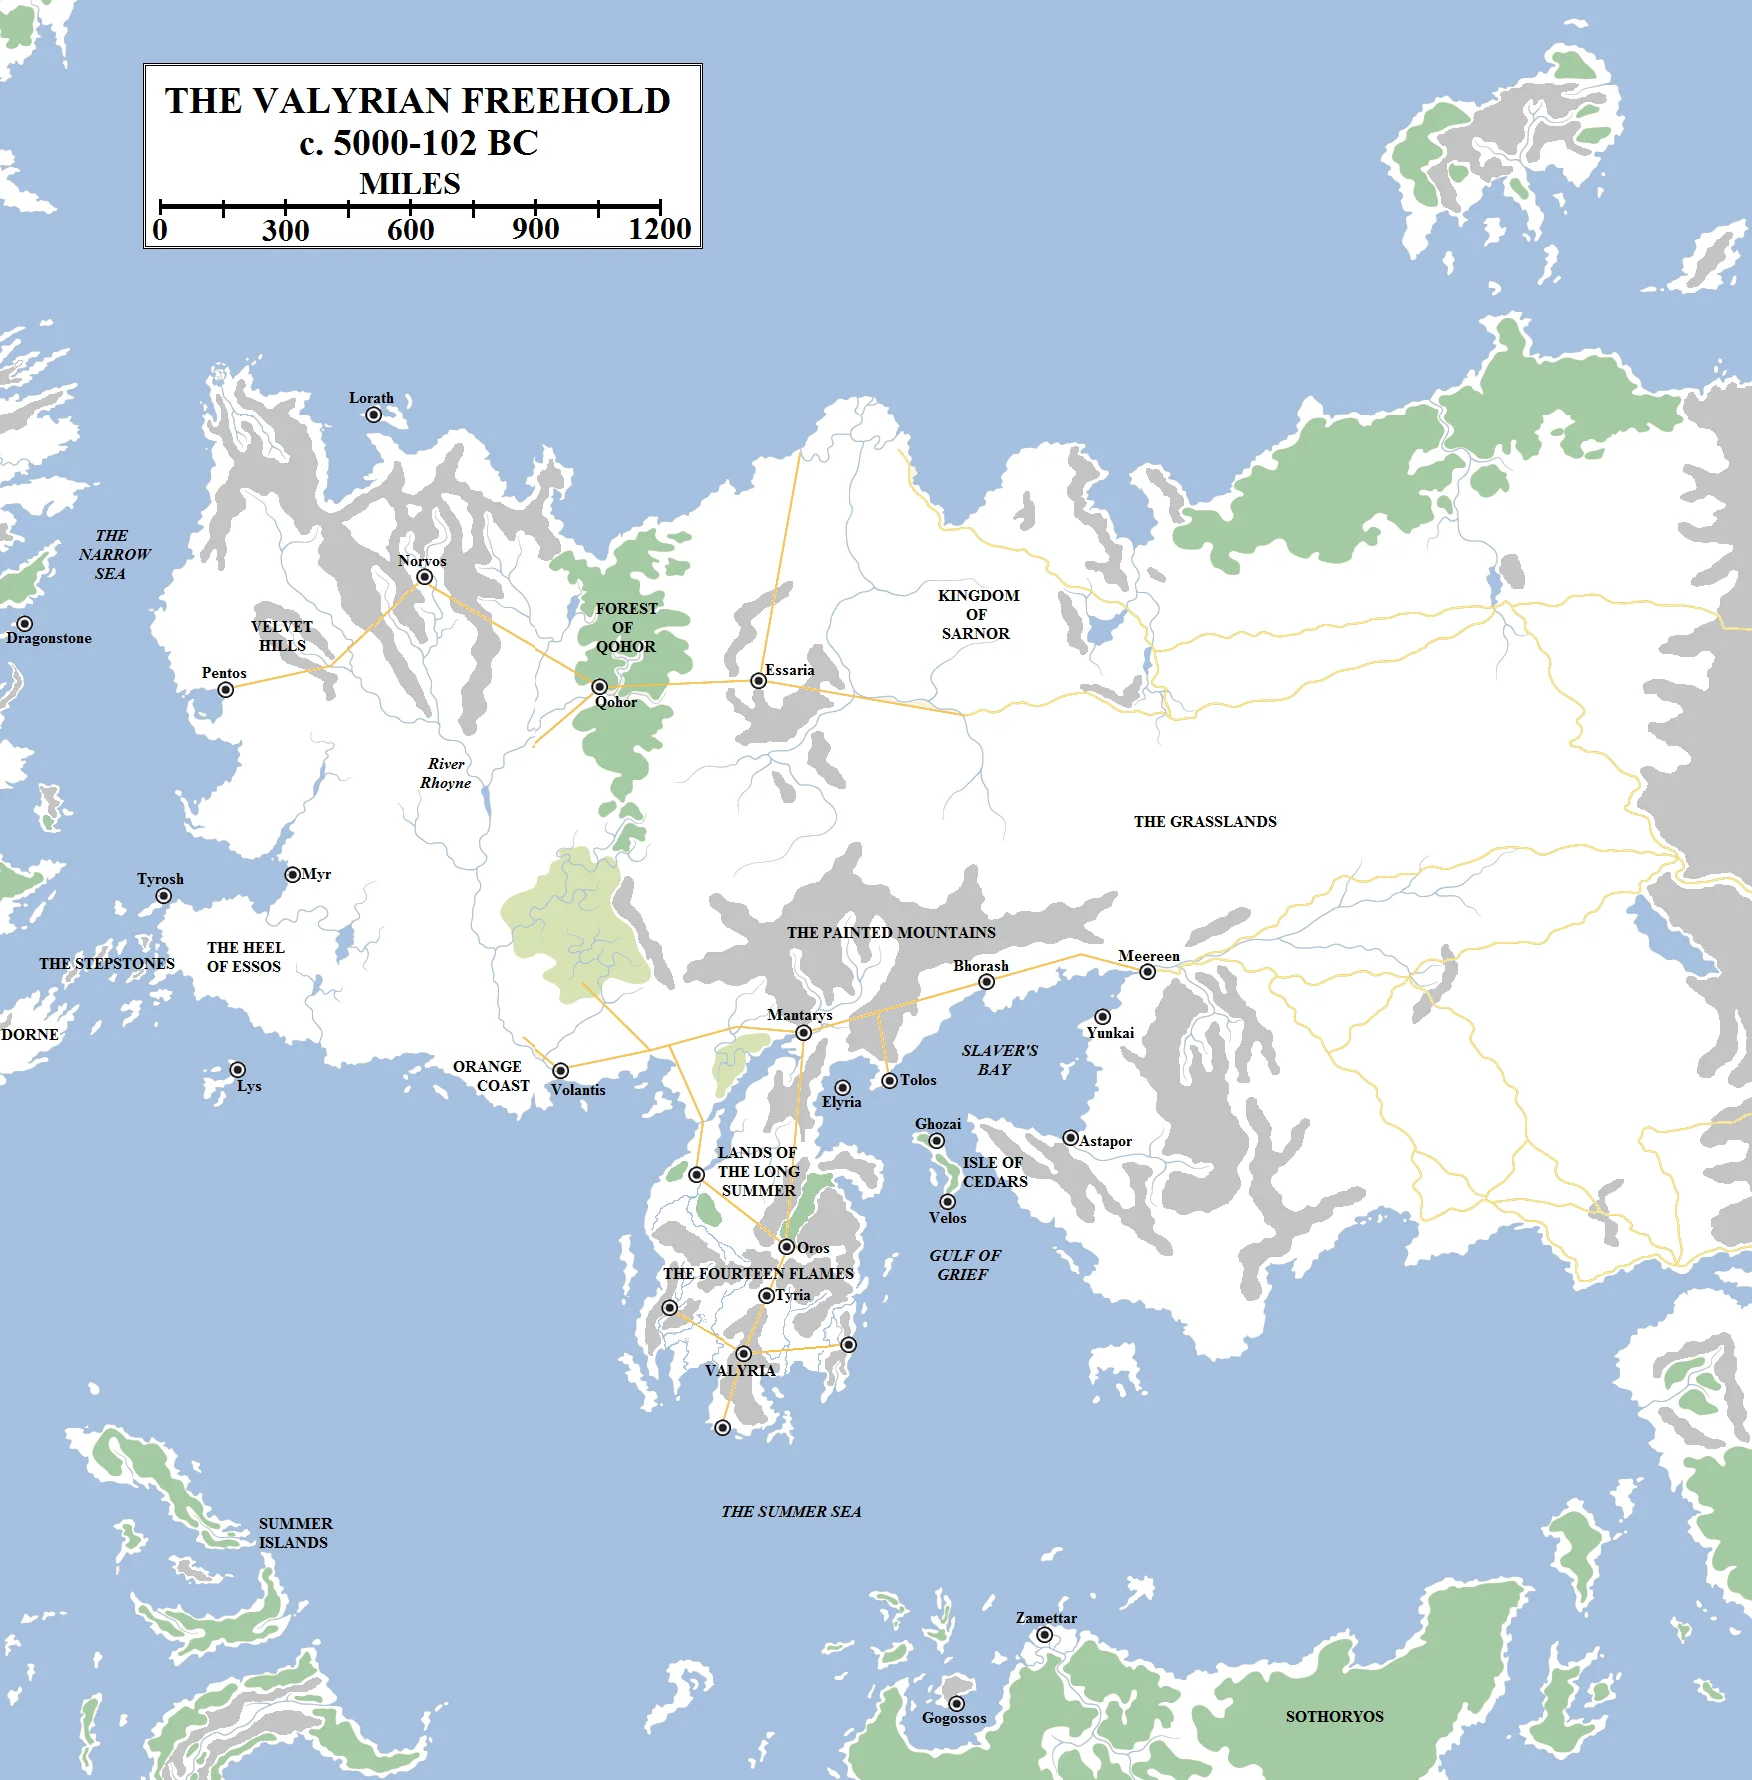 THE VALYRIAN FREEHOLD
c. 5000-102 BC
MILES
0 300 600 900 1200
Lorath
THE
NARROW
SEA
Norvos
Dragonstone
VELVET
HILLS
FOREST
OF
QOHOR
KINGDOM
OF
SARNOR
Pentos
Essaria
Qohor
River
Rhoyne
THE GRASSLANDS
Tyrosh
Myr
THE HEEL
OF ESSOS
THE STEPSTONES
THE PAINTED MOUNTAINS
Bhorash
Meereen
DORNE
Mantarys
Yunkai
SLAVER'S
BAY
ORANGE
COAST
Lys
Volantis
Tolos
Elyria
Ghozai
Astapor
LANDS OF
THE LONG
SUMMER
ISLE OF
CEDARS
Velos
Oros
GULF OF
GRIEF
THE FOURTEEN FLAMES
Tyria
VALYRIA
THE SUMMER SEA
SUMMER
ISLANDS
Zamettar
Gogossos
SOTHORYOS